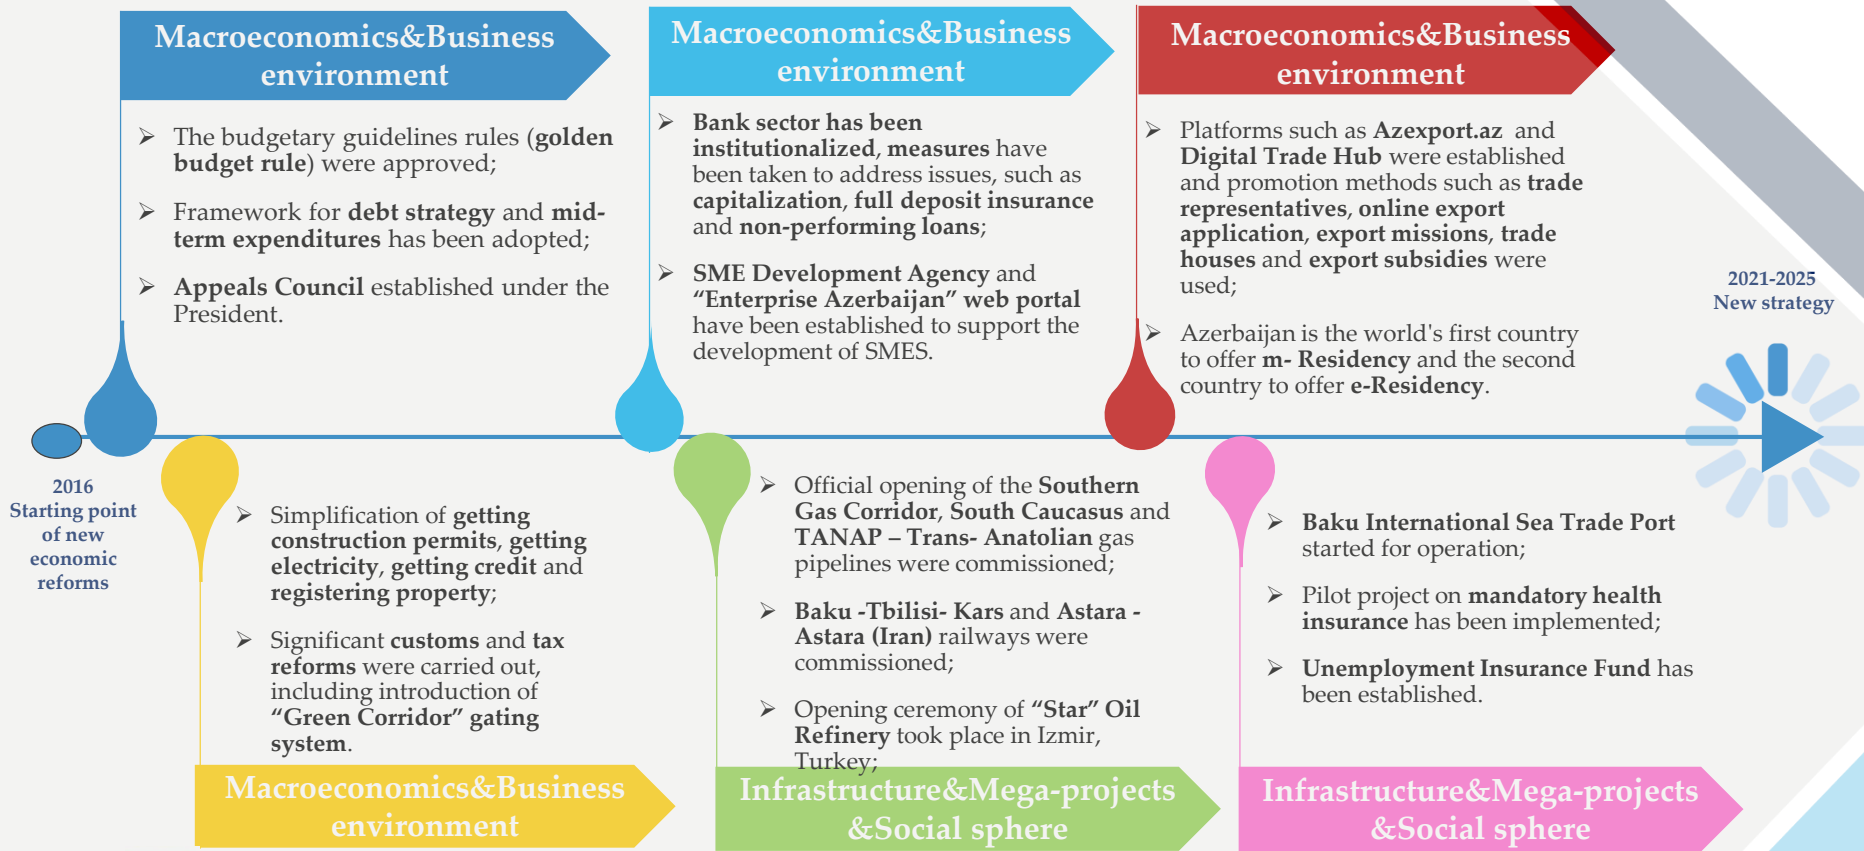 Macroeconomics&Business
environment
➢ The budgetary guidelines rules (golden
budget rule) were approved;
➢ Framework for debt strategy and mid-
term expenditures has been adopted;
➢ Appeals Council established under the
President.
Macroeconomics&Business
environment
➢ Bank sector has been
institutionalized, measures have
been taken to address issues, such as
capitalization, full deposit insurance
and non-performing loans;
➢ SME Development Agency and
“Enterprise Azerbaijan” web portal
have been established to support the
development of SMES.
Macroeconomics&Business
environment
➢ Platforms such as Azexport.az and
Digital Trade Hub were established
and promotion methods such as trade
representatives, online export
application, export missions, trade
houses and export subsidies were
used;
➢ Azerbaijan is the world's first country
to offer m- Residency and the second
country to offer e-Residency.
2021-2025
New strategy
2016
Starting point
of new
economic
reforms
➢ Simplification of getting
construction permits, getting
electricity, getting credit and
registering property;
➢ Significant customs and tax
reforms were carried out,
including introduction of
“Green Corridor” gating
system.
Macroeconomics&Business
environment
➢ Official opening of the Southern
Gas Corridor, South Caucasus and
TANAP – Trans- Anatolian gas
pipelines were commissioned;
➢ Baku -Tbilisi- Kars and Astara -
Astara (Iran) railways were
commissioned;
➢ Opening ceremony of “Star” Oil
Refinery took place in Izmir,
Turkey;
Infrastructure&Mega-projects
&Social sphere
➢ Baku International Sea Trade Port
started for operation;
➢ Pilot project on mandatory health
insurance has been implemented;
➢ Unemployment Insurance Fund has
been established.
Infrastructure&Mega-projects
&Social sphere